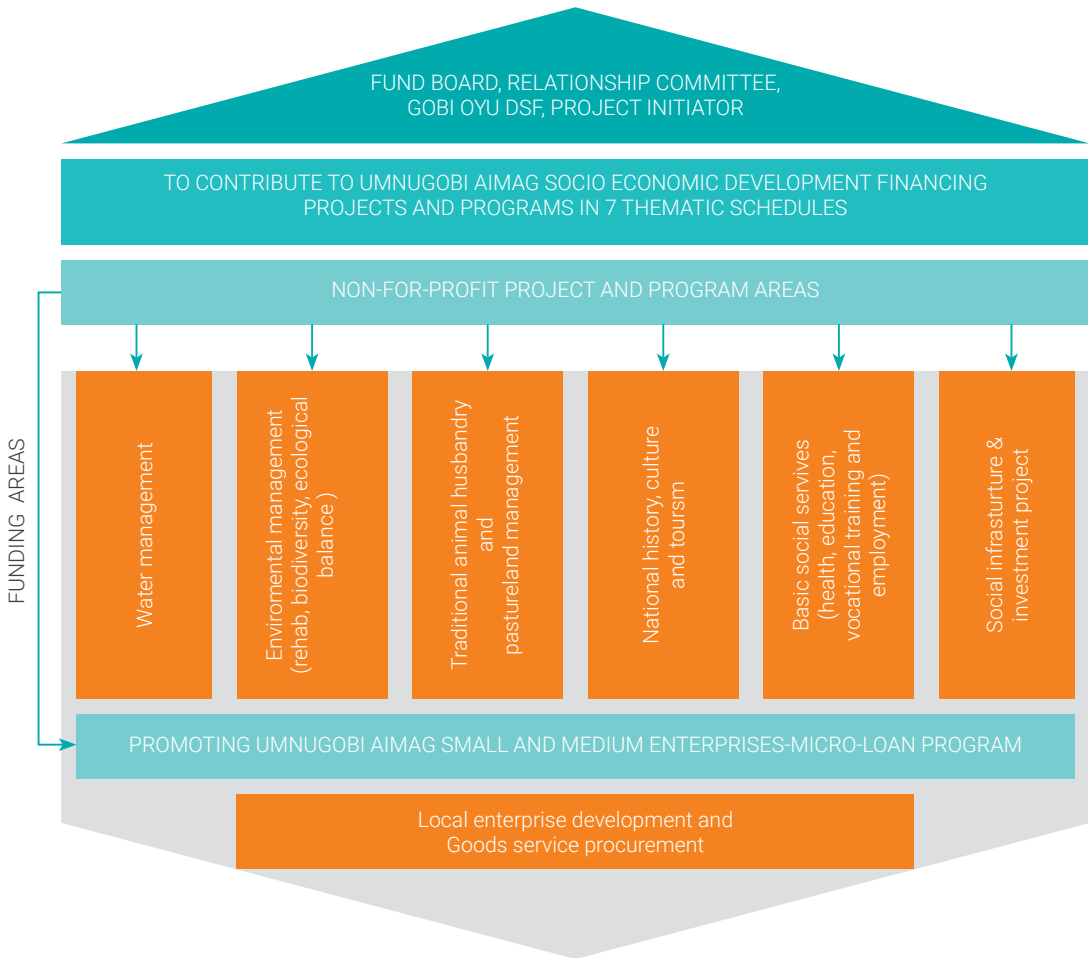 FUND BOARD, RELATIONSHIP COMMITTEE,
GOBI OYU DSF, PROJECT INITIATOR
TO CONTRIBUTE TO UMNUGOBI AIMAG SOCIO ECONOMIC DEVELOPMENT FINANCING
PROJECTS AND PROGRAMS IN 7 THEMATIC SCHEDULES
NON-FOR-PROFIT PROJECT AND PROGRAM AREAS
FUNDING AREAS
Water management
Enviromental management
(rehab, biodiversity, ecological
balance )
Traditional animal husbandry
and
pastureland management
National history, culture
and toursm
Basic social servives
(health, education,
vocational training and
employment)
Social infrasturture &
investment project
PROMOTING UMNUGOBI AIMAG SMALL AND MEDIUM ENTERPRISES-MICRO-LOAN PROGRAM
Local enterprise development and
Goods service procurement